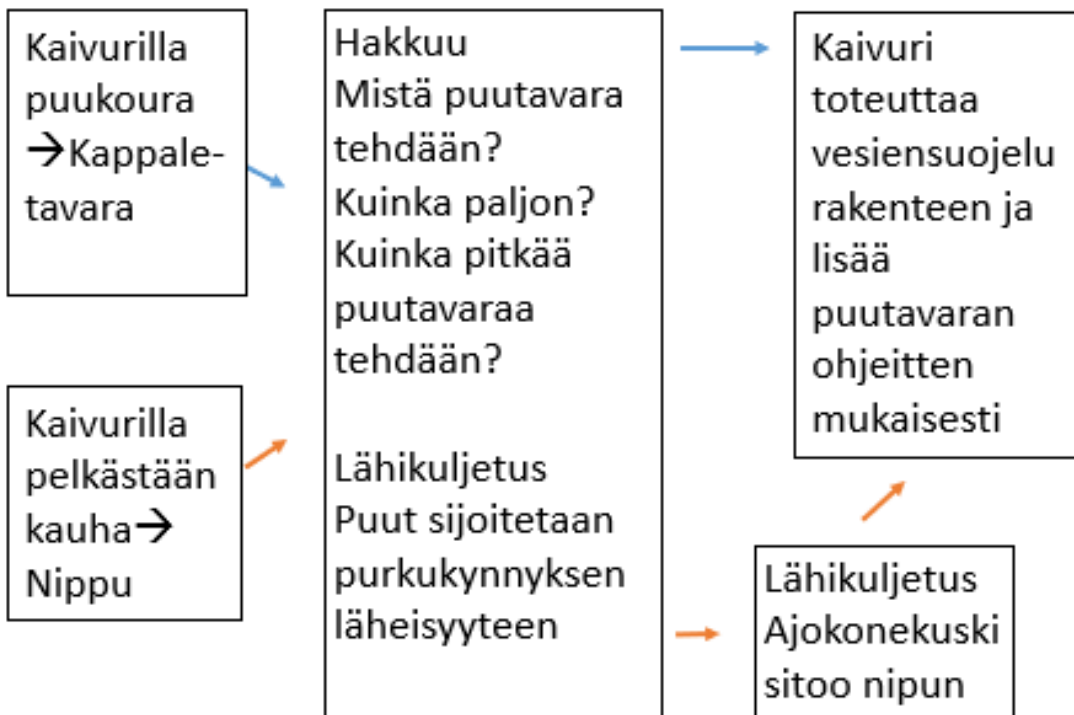 Kaivurilla
puukoura
→Kappale-
tavara
Kaivurilla
pelkästään
kauha→
Nippu
Hakkuu
Mistä puutavara
tehdään?
Kuinka paljon?
Kuinka pitkää
puutavaraa
tehdään?
Lähikuljetus
Puut sijoitetaan
purkukynnyksen
läheisyyteen
Kaivuri
toteuttaa
vesiensuojelu
rakenteen ja
lisää
puutavaran
ohjeitten
mukaisesti
Lähikuljetus
Ajokonekuski
sitoo nipun